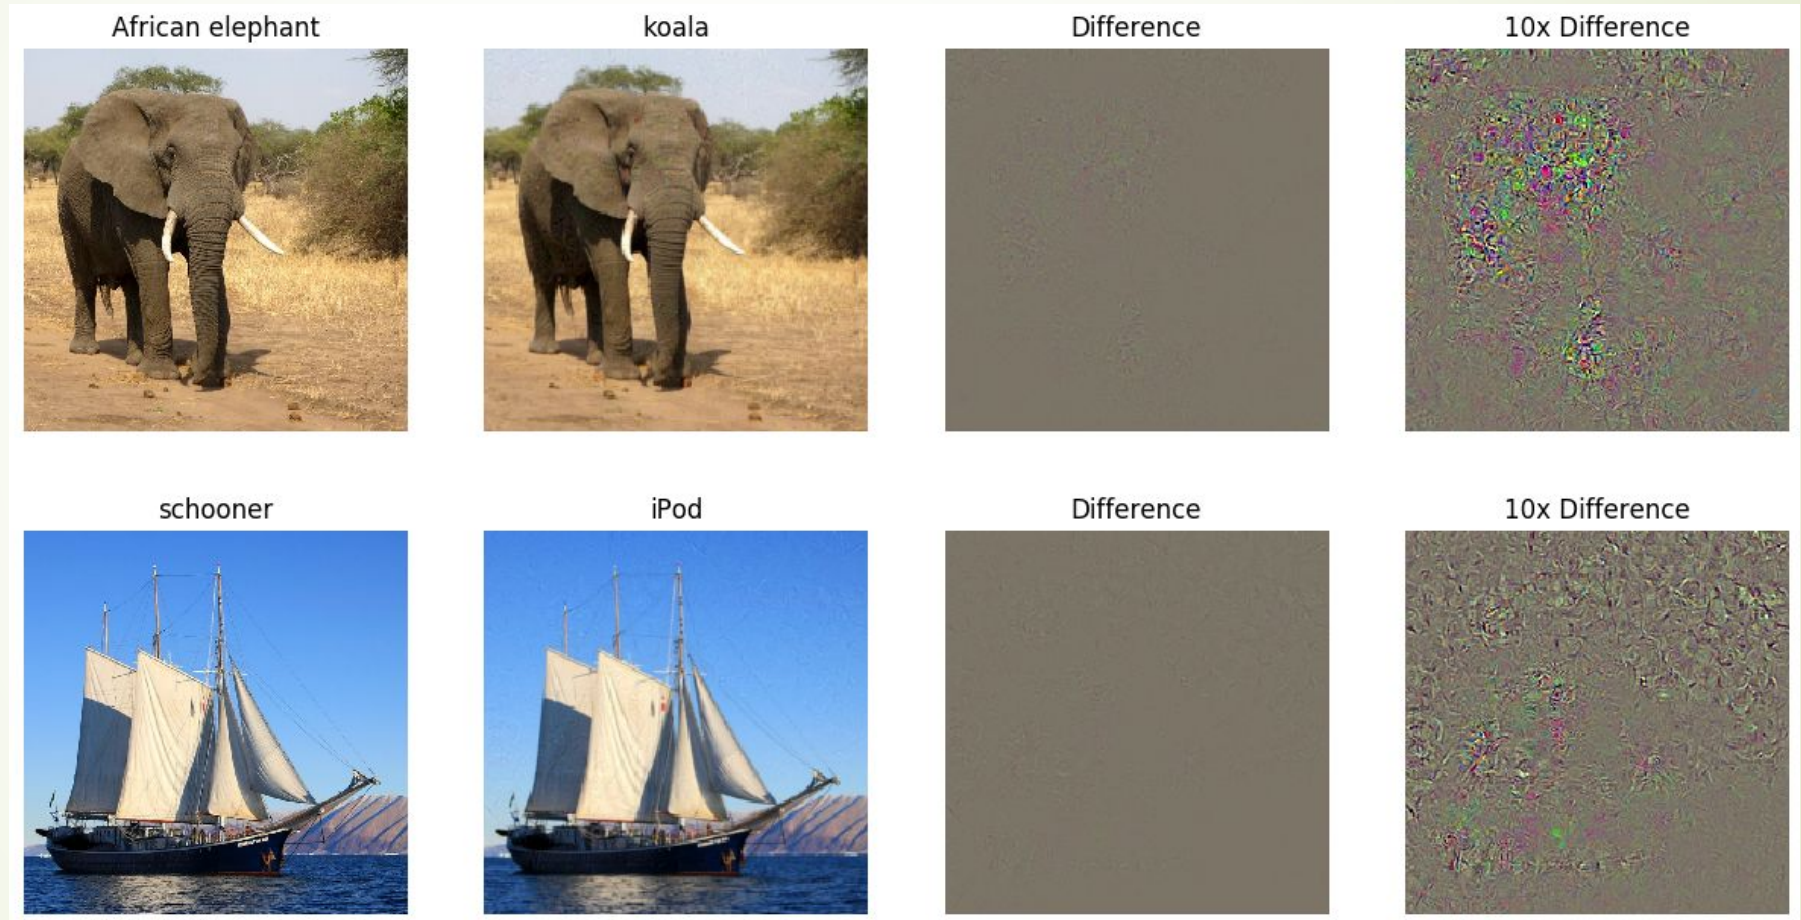 African elephant
koala
Difference
10x Difference
schooner
iPod
Difference
10x Difference